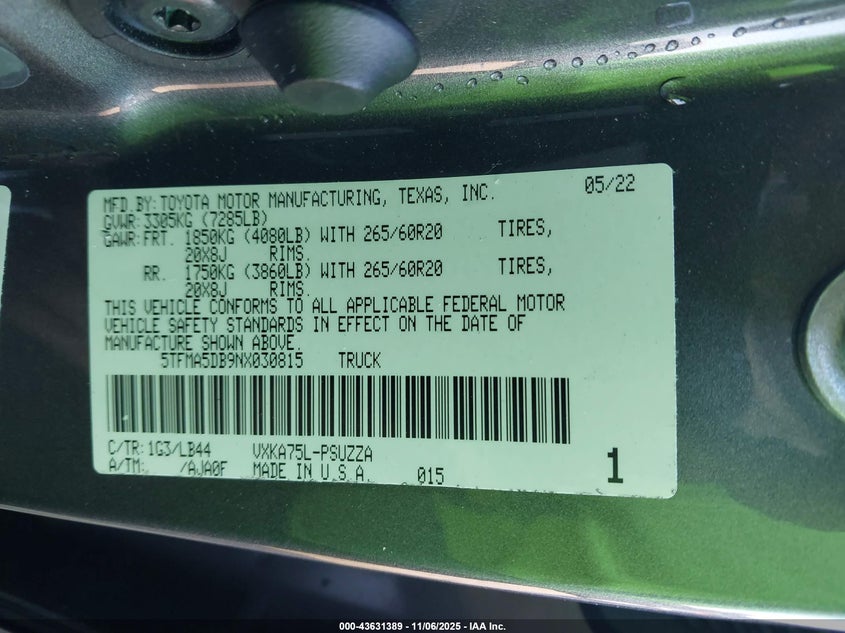 MFD.BY: TOYOTA MOTOR MANUFACTURING, TEXAS, INC. 05/22
GVWR: 3305KG (7285LB)
GAWR: FRT. 1850KG (4080LB) WITH 265/60R20 TIRES,
20X8J RIMS.
RR. 1750KG (3860LB) WITH 265/60R20 TIRES,
20X8J RIMS.
THIS VEHICLE CONFORMS TO ALL APPLICABLE FEDERAL MOTOR
VEHICLE SAFETY STANDARDS IN EFFECT ON THE DATE OF
MANUFACTURE SHOWN ABOVE.
5TFMA5DB9NX030815 TRUCK
C/TR: 1G3/LB44 VXKA75L-PSUZZA
A/TM: /AJA0F MADE IN U.S.A. 015 1
000-43631389 - 11/06/2025 - IAA Inc.